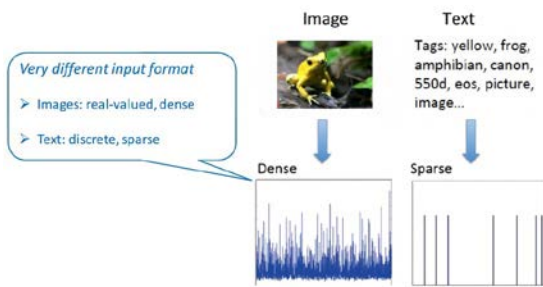 Image
Text
Very different input format
➤ Images: real-valued, dense
➤ Text: discrete, sparse
Tags: yellow, frog,
amphibian, canon,
550d, eos, picture,
image...
Dense
Sparse